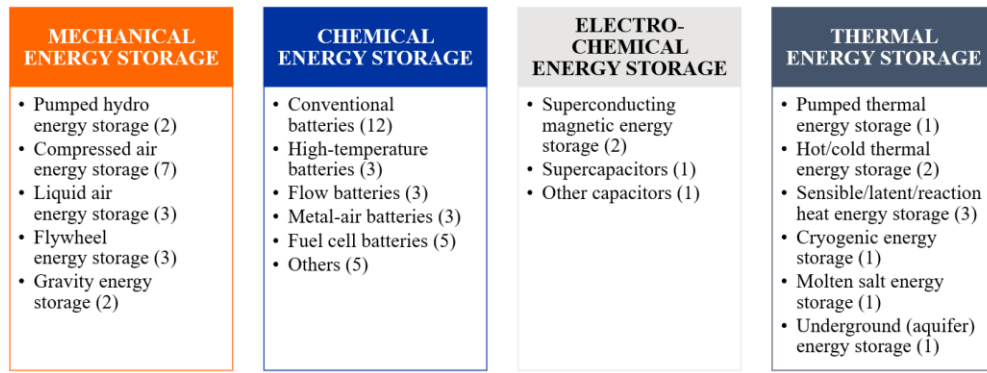 MECHANICAL
ENERGY STORAGE
• Pumped hydro
energy storage (2)
• Compressed air
energy storage (7)
• Liquid air
energy storage (3)
• Flywheel
energy storage (3)
• Gravity energy
storage (2)
CHEMICAL
ENERGY STORAGE
• Conventional
batteries (12)
• High-temperature
batteries (3)
• Flow batteries (3)
• Metal-air batteries (3)
• Fuel cell batteries (5)
• Others (5)
ELECTRO-
CHEMICAL
ENERGY STORAGE
• Superconducting
magnetic energy
storage (2)
• Supercapacitors (1)
• Other capacitors (1)
THERMAL
ENERGY STORAGE
• Pumped thermal
energy storage (1)
• Hot/cold thermal
energy storage (2)
• Sensible/latent/reaction
heat energy storage (3)
• Cryogenic energy
storage (1)
• Molten salt energy
storage (1)
• Underground (aquifer)
energy storage (1)